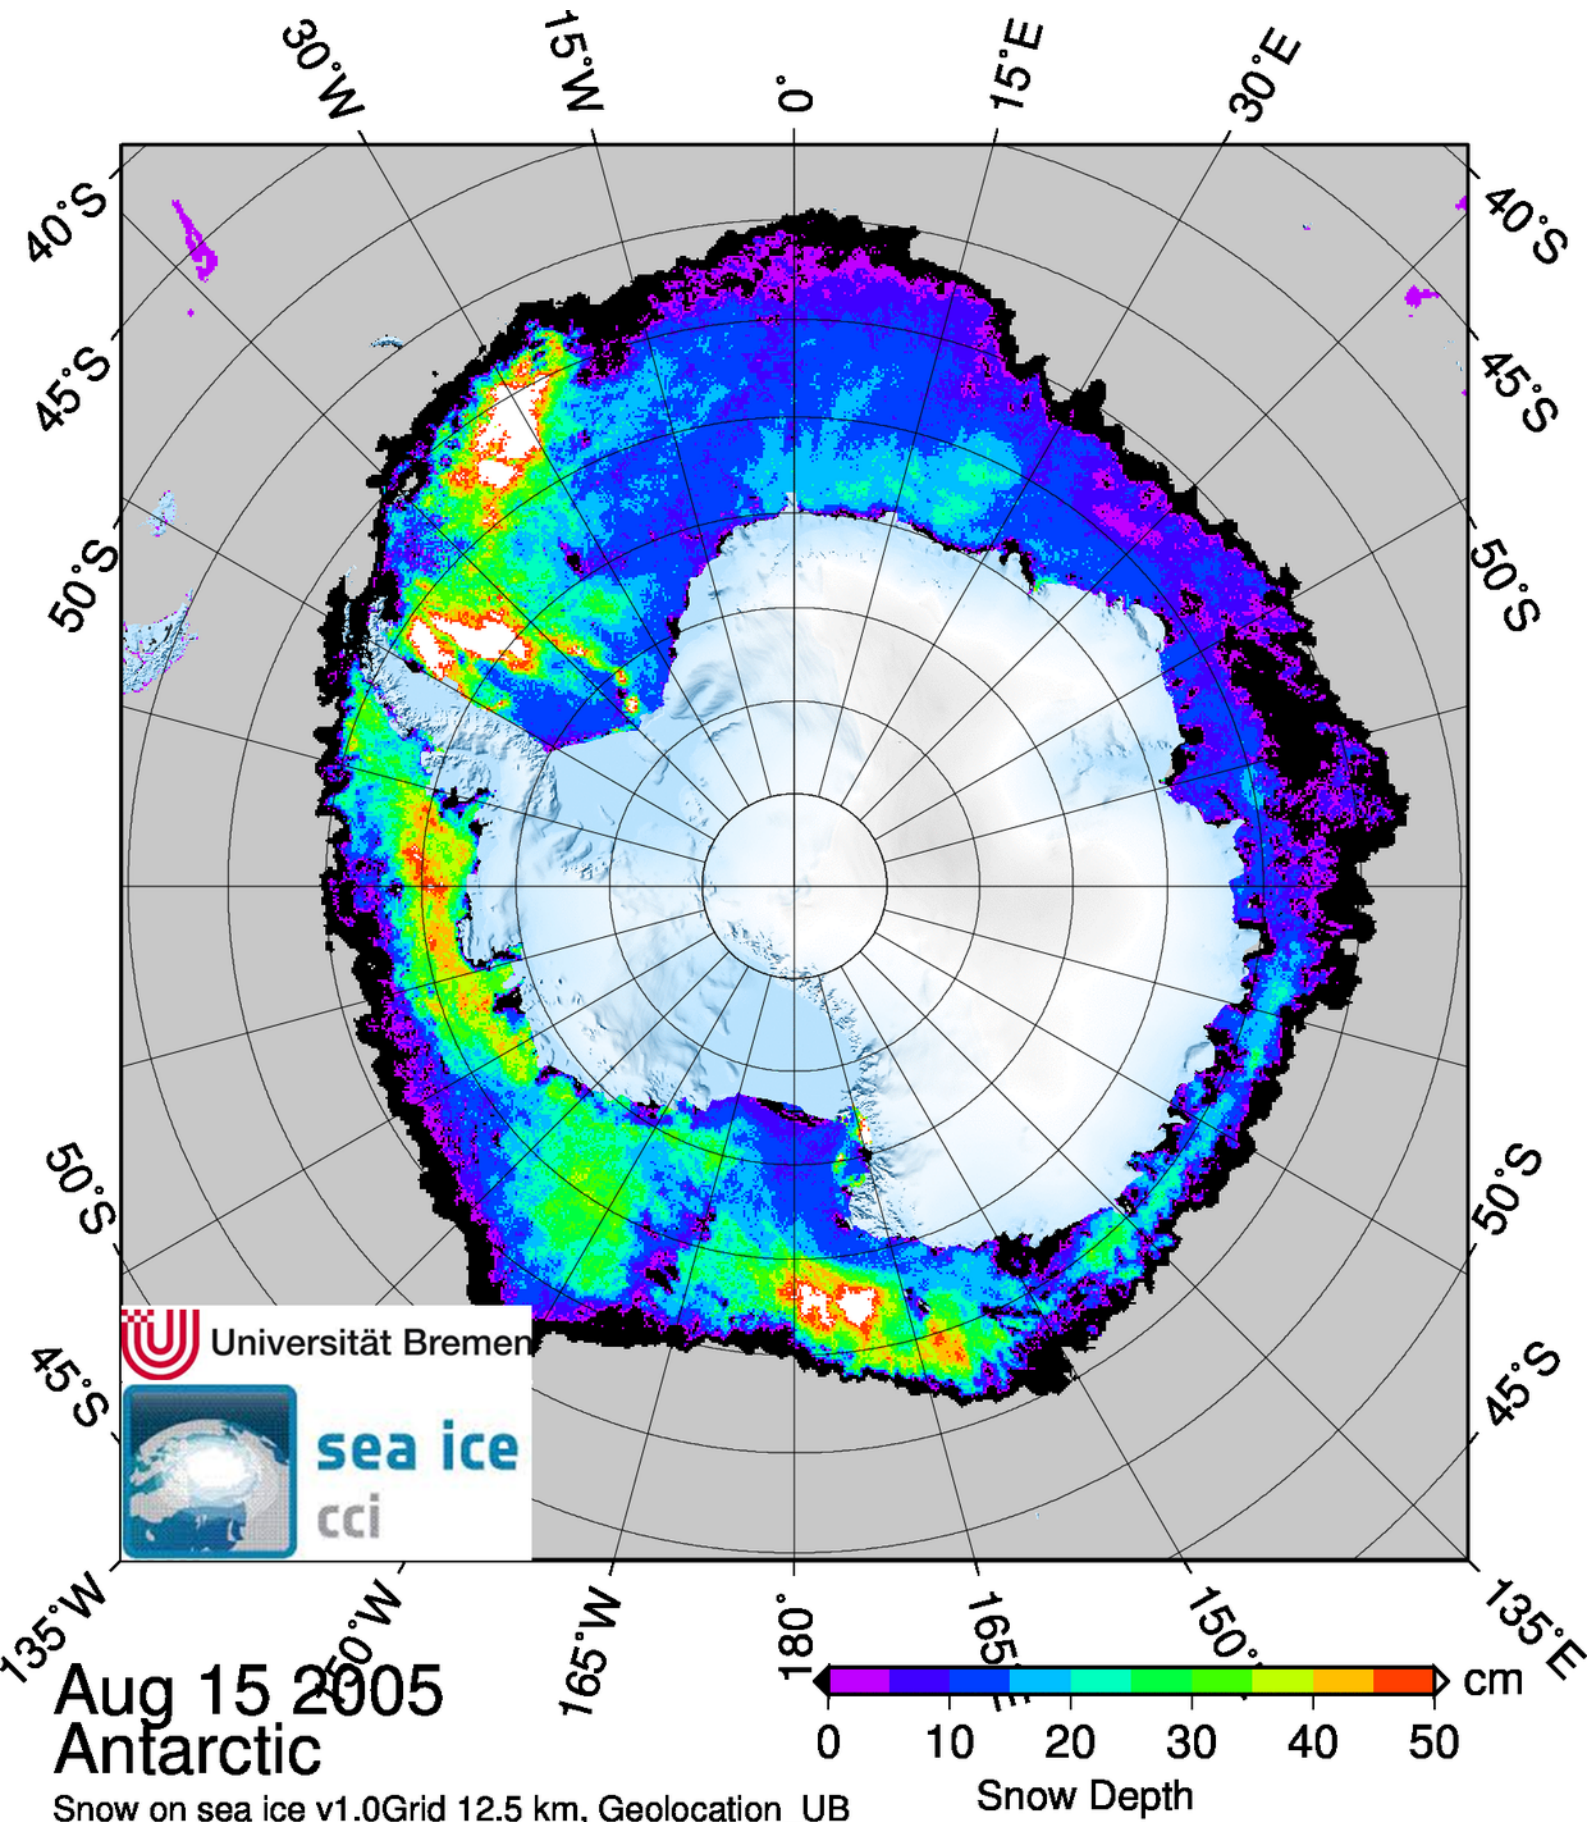 30°W
15°W
0°
15°E
30°E
40°S
40°S
45°S
45°S
50°S
50°S
50°S
50°S
45°S
45°S
Universität Bremen
sea ice
cci
135°W
165°W
180°
135°E
Aug 15 2005
Antarctic
Snow on sea ice v1.0Grid 12.5 km, Geolocation UB
cm
0 10 20 30 40 50
Snow Depth